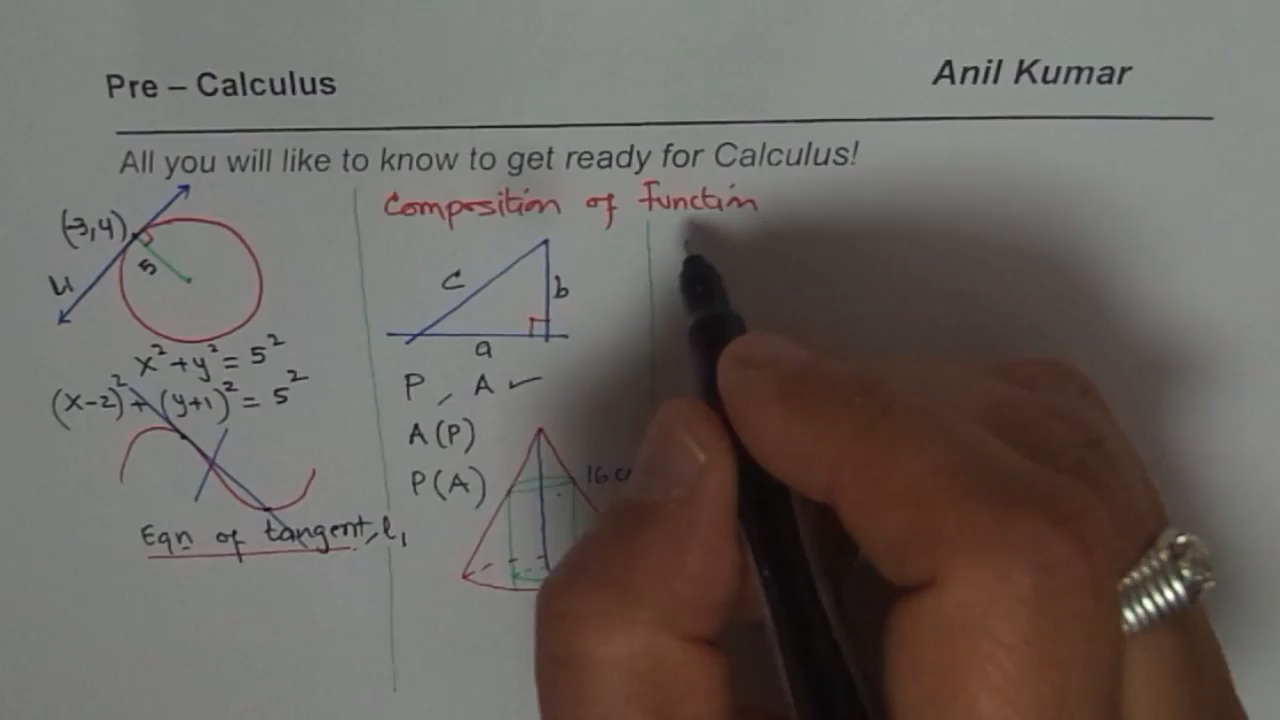 Pre – Calculus
Anil Kumar
All you will like to know to get ready for Calculus!
(-3,4)
5
x² + y² = 5²
(x-2)² + (y+1)² = 5²
Eqn of tangent, l₁
Composition of Function
c
b
a
P, A ✓
A(P)
P(A)